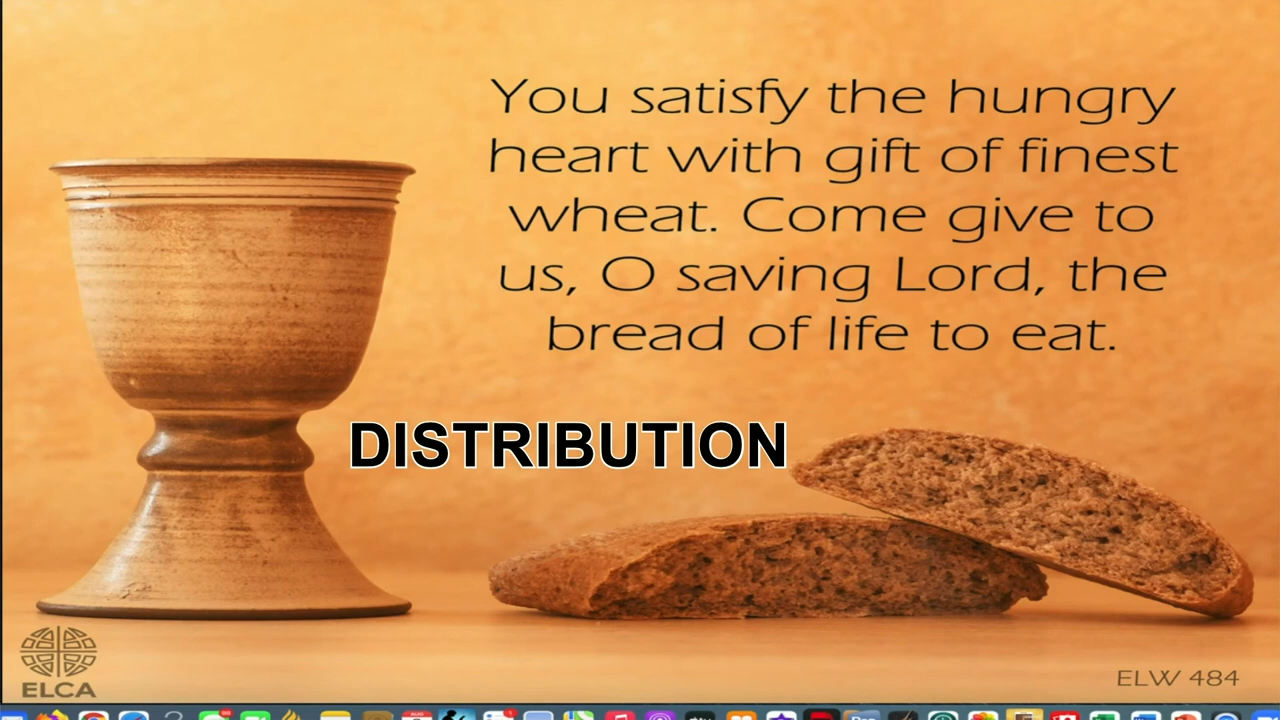 You satisfy the hungry
heart with gift of finest
wheat. Come give to
us, O saving Lord, the
bread of life to eat.
DISTRIBUTION
ELCA
ELW 484